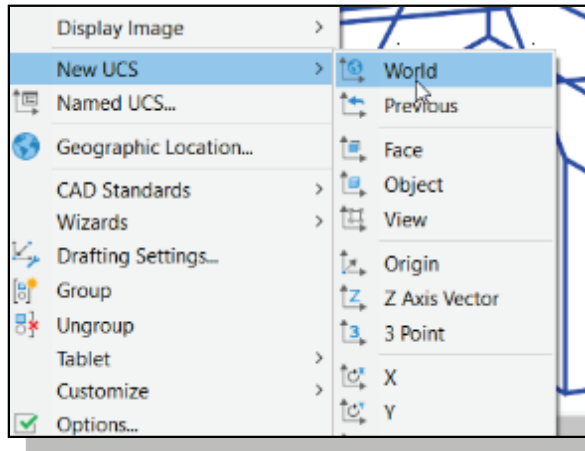 Display Image
New UCS
Named UCS...
Geographic Location...
CAD Standards
Wizards
Drafting Settings...
Group
Ungroup
Tablet
Customize
Options...
World
Previous
Face
Object
View
Origin
Z Axis Vector
3 Point
X
Y